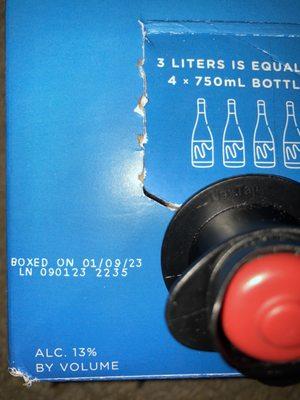 3 LITERS IS EQUAL
4 x 750mL BOTTL
BOXED ON 01/09/23
LN 090123 2235
ALC. 13%
BY VOLUME